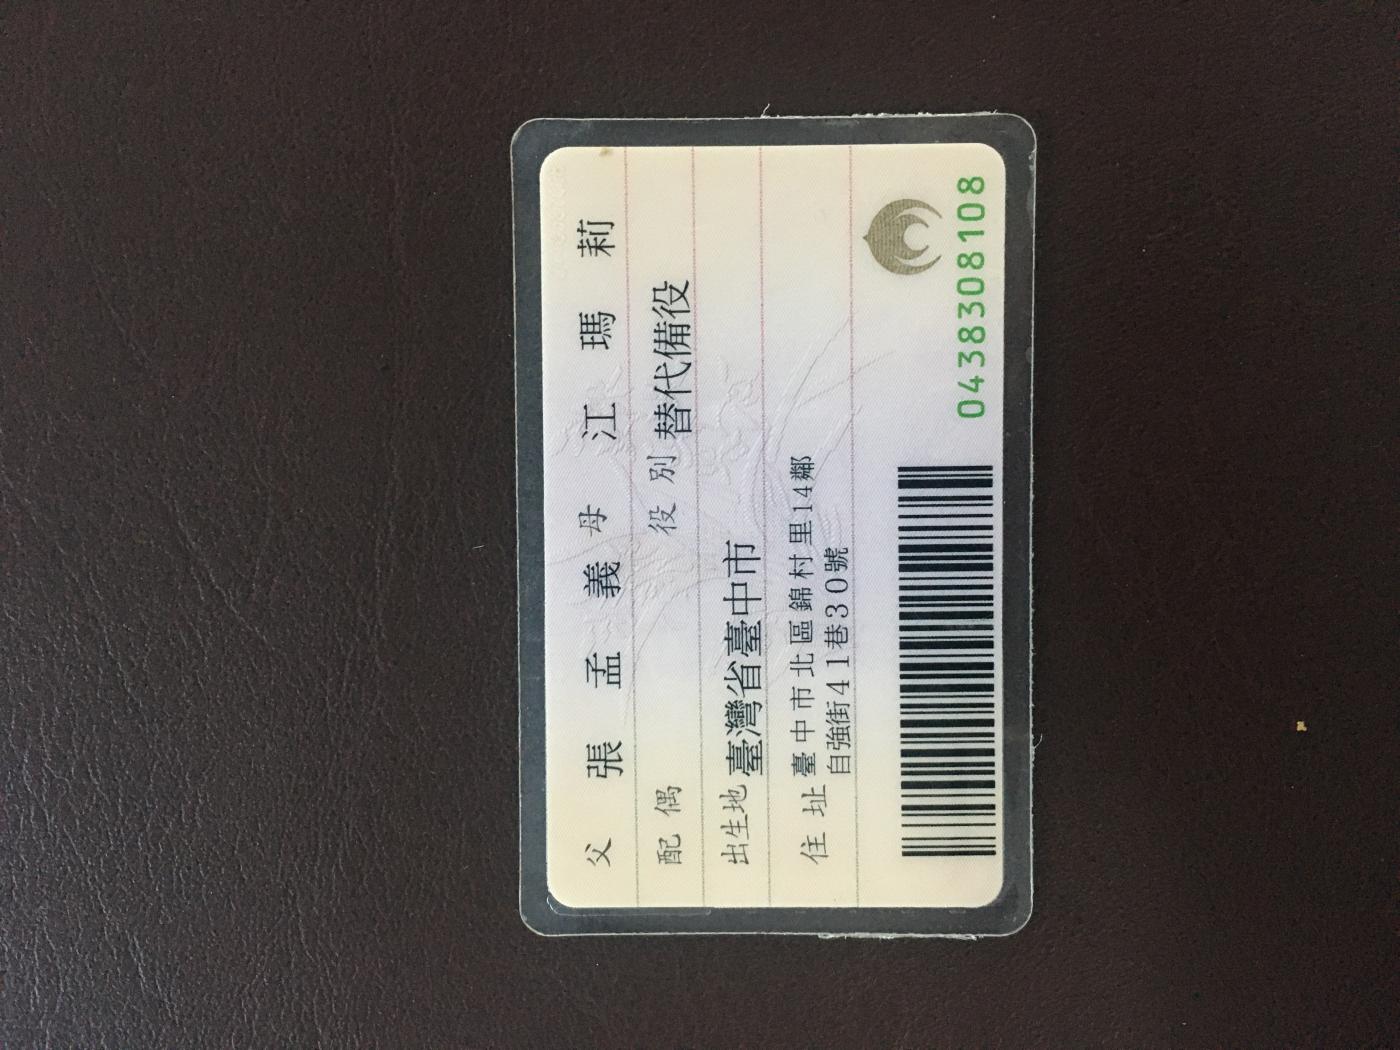 父 張孟義 母 江瑪莉
配偶 役別 替代備役
出生地 臺灣省臺中市
住址 臺中市北區錦村里14鄰
自強街41巷30號
0438308108